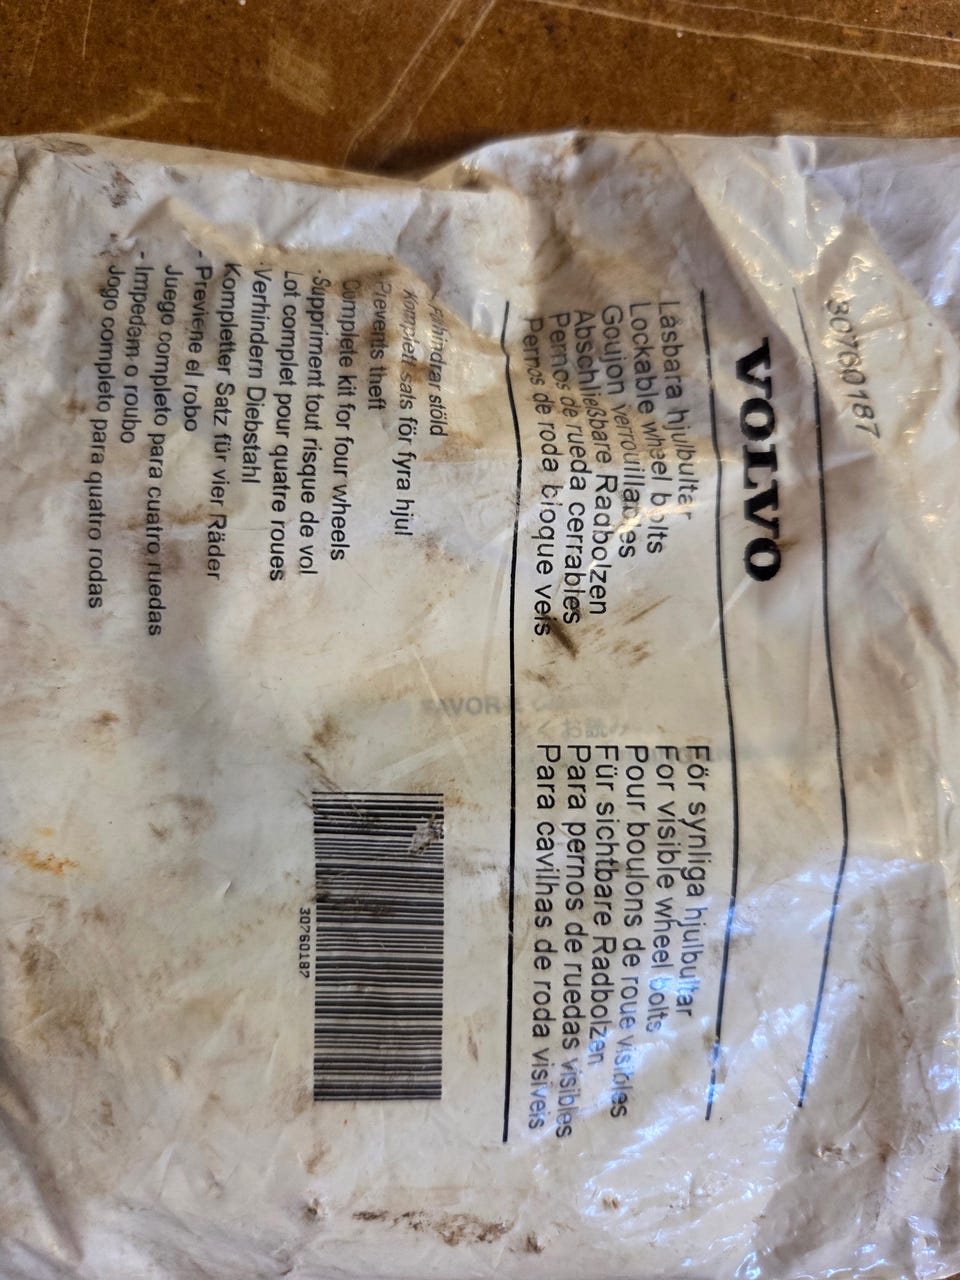 30760187
VOLVO
Låsbara hjulbultar
Lockable wheel bolts
Goujon verrouillables
Abschließbare Radbolzen
Pernos de rueda cerrables
Pernos de roda bloque veis
För synliga hjulbultar
For visible wheel bolts
Pour boulons de roue visibles
Für sichtbare Radbolzen
Para pernos de ruedas visibles
Para cavilhas de roda visiveis
stöld
Komplett sats för fyra hjul
Prevents theft
Complete kit for four wheels
·Suppriment tout risque de vol
Lot complet pour quatre roues
·Verhindern Diebstahl
Kompletter Satz für vier Räder
- Previene el robo
Juego completo para cuatro ruedas
- Impedem o roubo
Jogo completo para quatro rodas
30760187